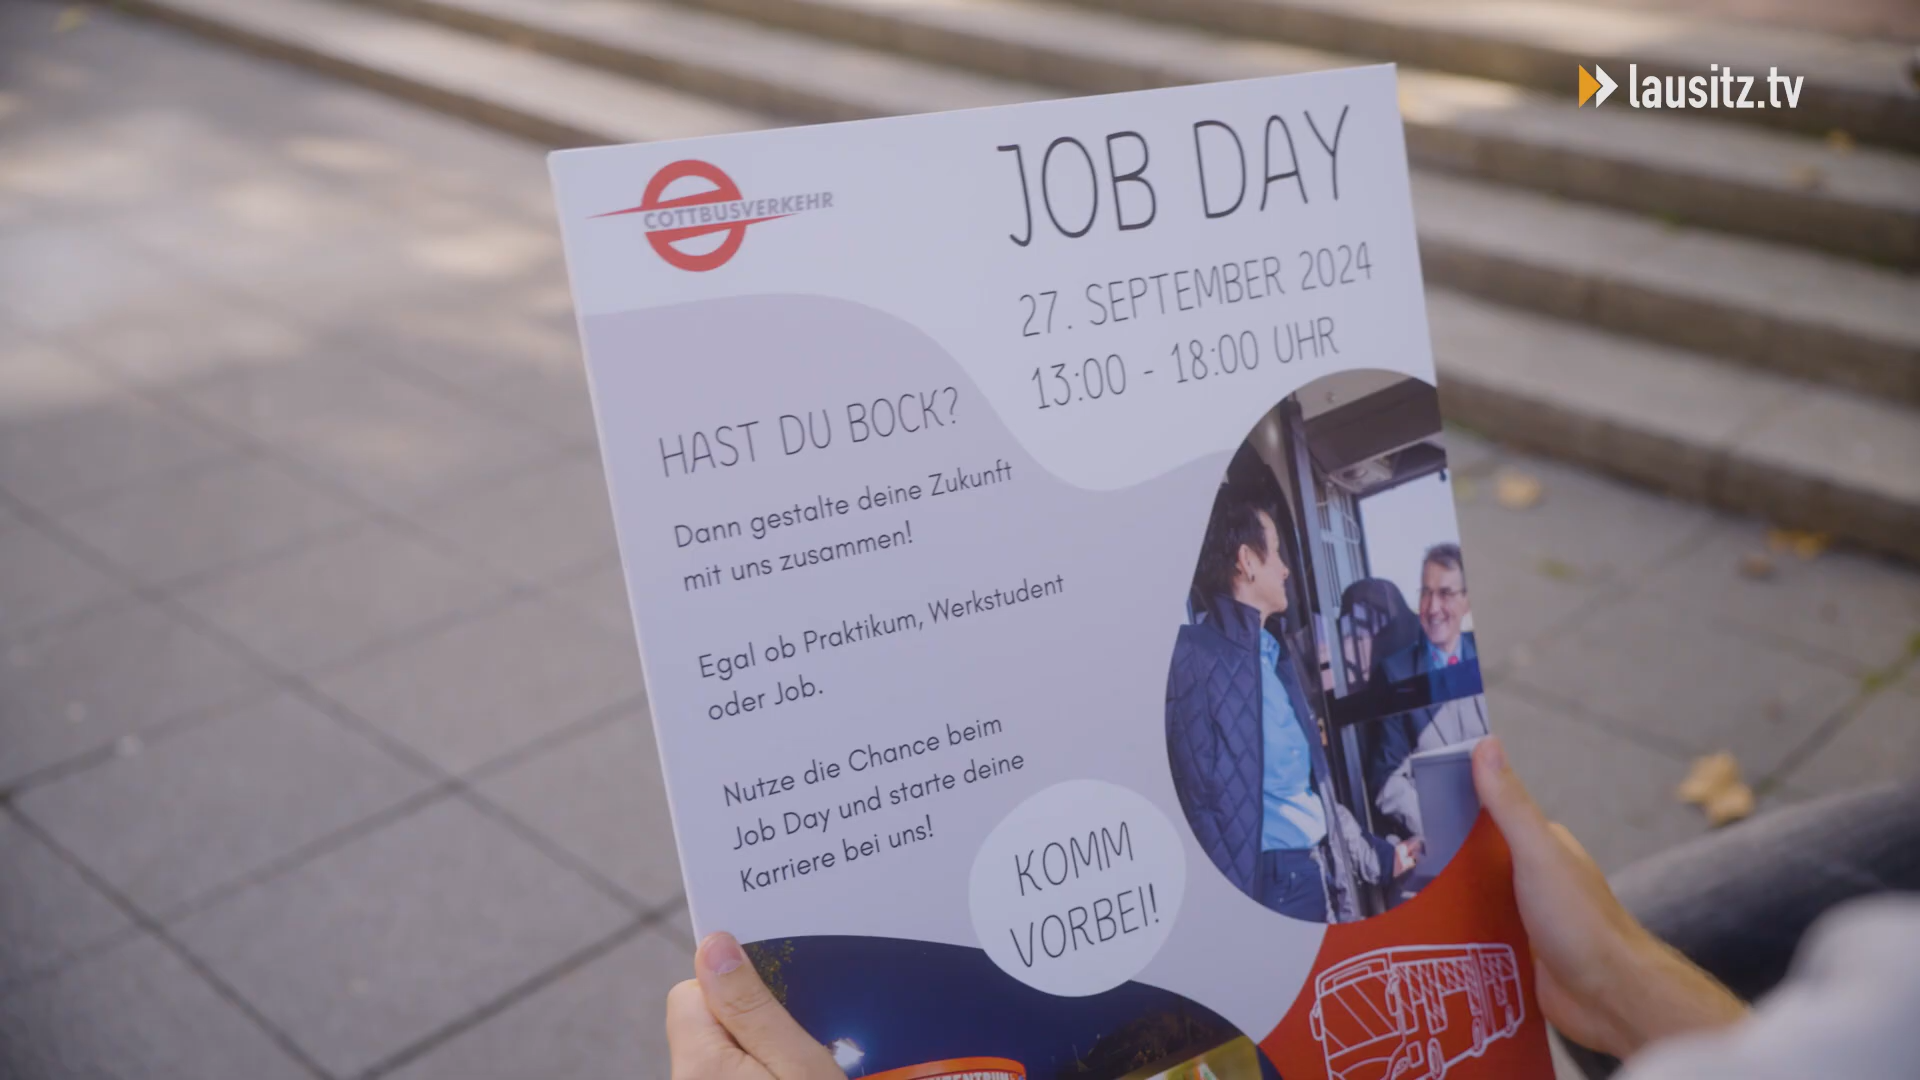 lausitz.tv
COTTBUSVERKEHR
JOB DAY
27. SEPTEMBER 2024
13:00 - 18:00 UHR
HAST DU BOCK?
Dann gestalte deine Zukunft
mit uns zusammen!
Egal ob Praktikum, Werkstudent
oder Job.
Nutze die Chance beim
Job Day und starte deine
Karriere bei uns!
KOMM
VORBEI!